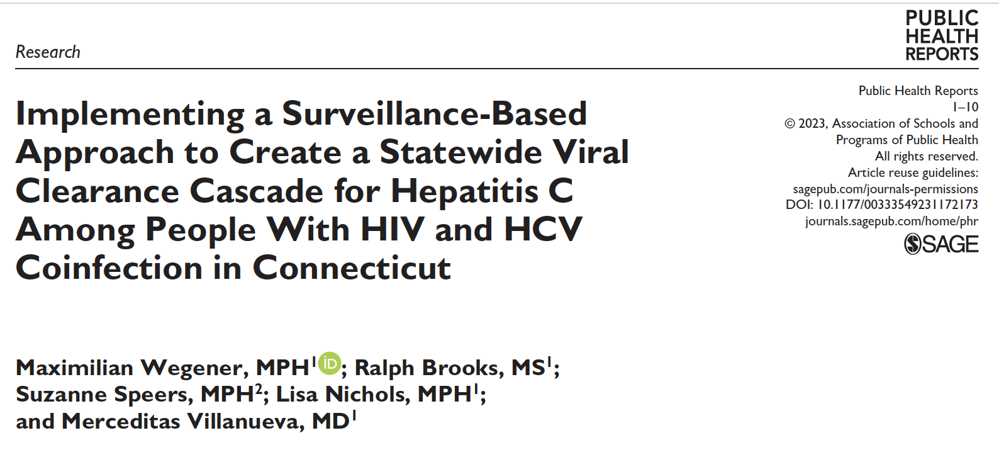 PUBLIC
HEALTH
REPORTS
Research
Public Health Reports
1–10
© 2023, Association of Schools and
Programs of Public Health
All rights reserved.
Article reuse guidelines:
sagepub.com/journals-permissions
DOI: 10.1177/00333549231172173
journals.sagepub.com/home/phr
SAGE
Implementing a Surveillance-Based
Approach to Create a Statewide Viral
Clearance Cascade for Hepatitis C
Among People With HIV and HCV
Coinfection in Connecticut
Maximilian Wegener, MPH1 iD; Ralph Brooks, MS1;
Suzanne Speers, MPH2; Lisa Nichols, MPH1;
and Merceditas Villanueva, MD1